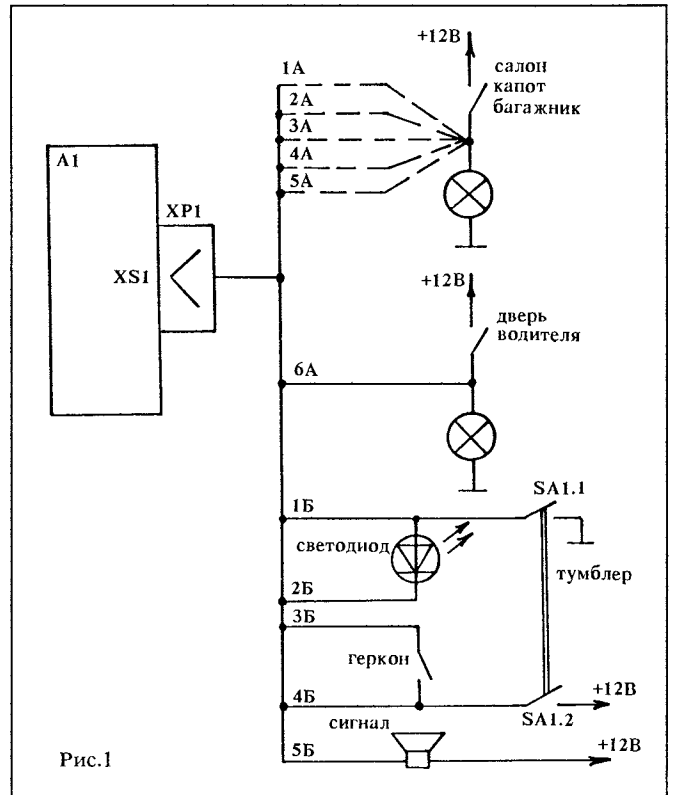 +12В
салон
капот
багажник
1А
2А
3А
4А
5А
А1
XP1
XS1
+12В
дверь
водителя
6А
SA1.1
1Б
светодиод
тумблер
2Б
3Б
геркон
4Б
+12В
SA1.2
сигнал
5Б
+12В
Рис.1